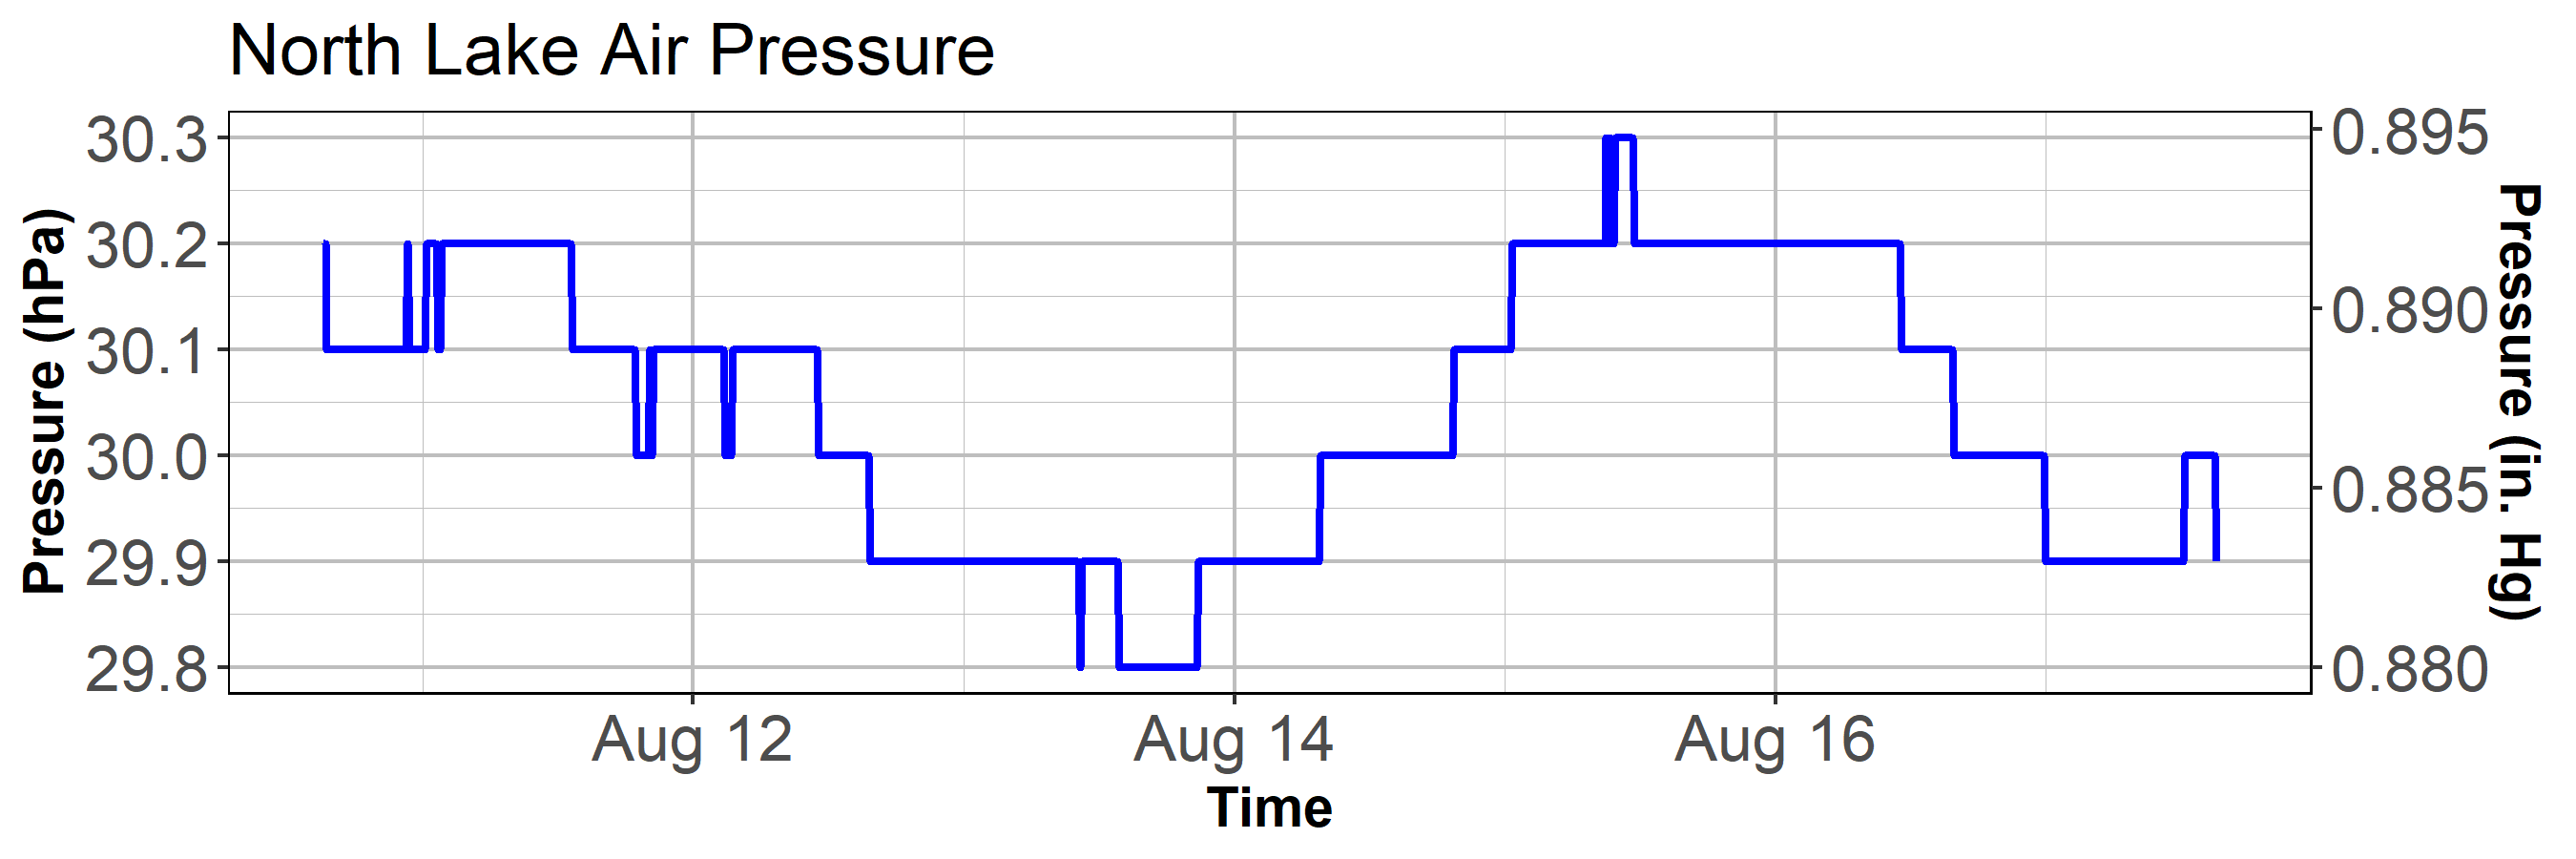 North Lake Air Pressure
Pressure (hPa)
30.3
30.2
30.1
30.0
29.9
29.8
0.895
0.890
0.885
0.880
Pressure (in. Hg)
Aug 12
Aug 14
Aug 16
Time